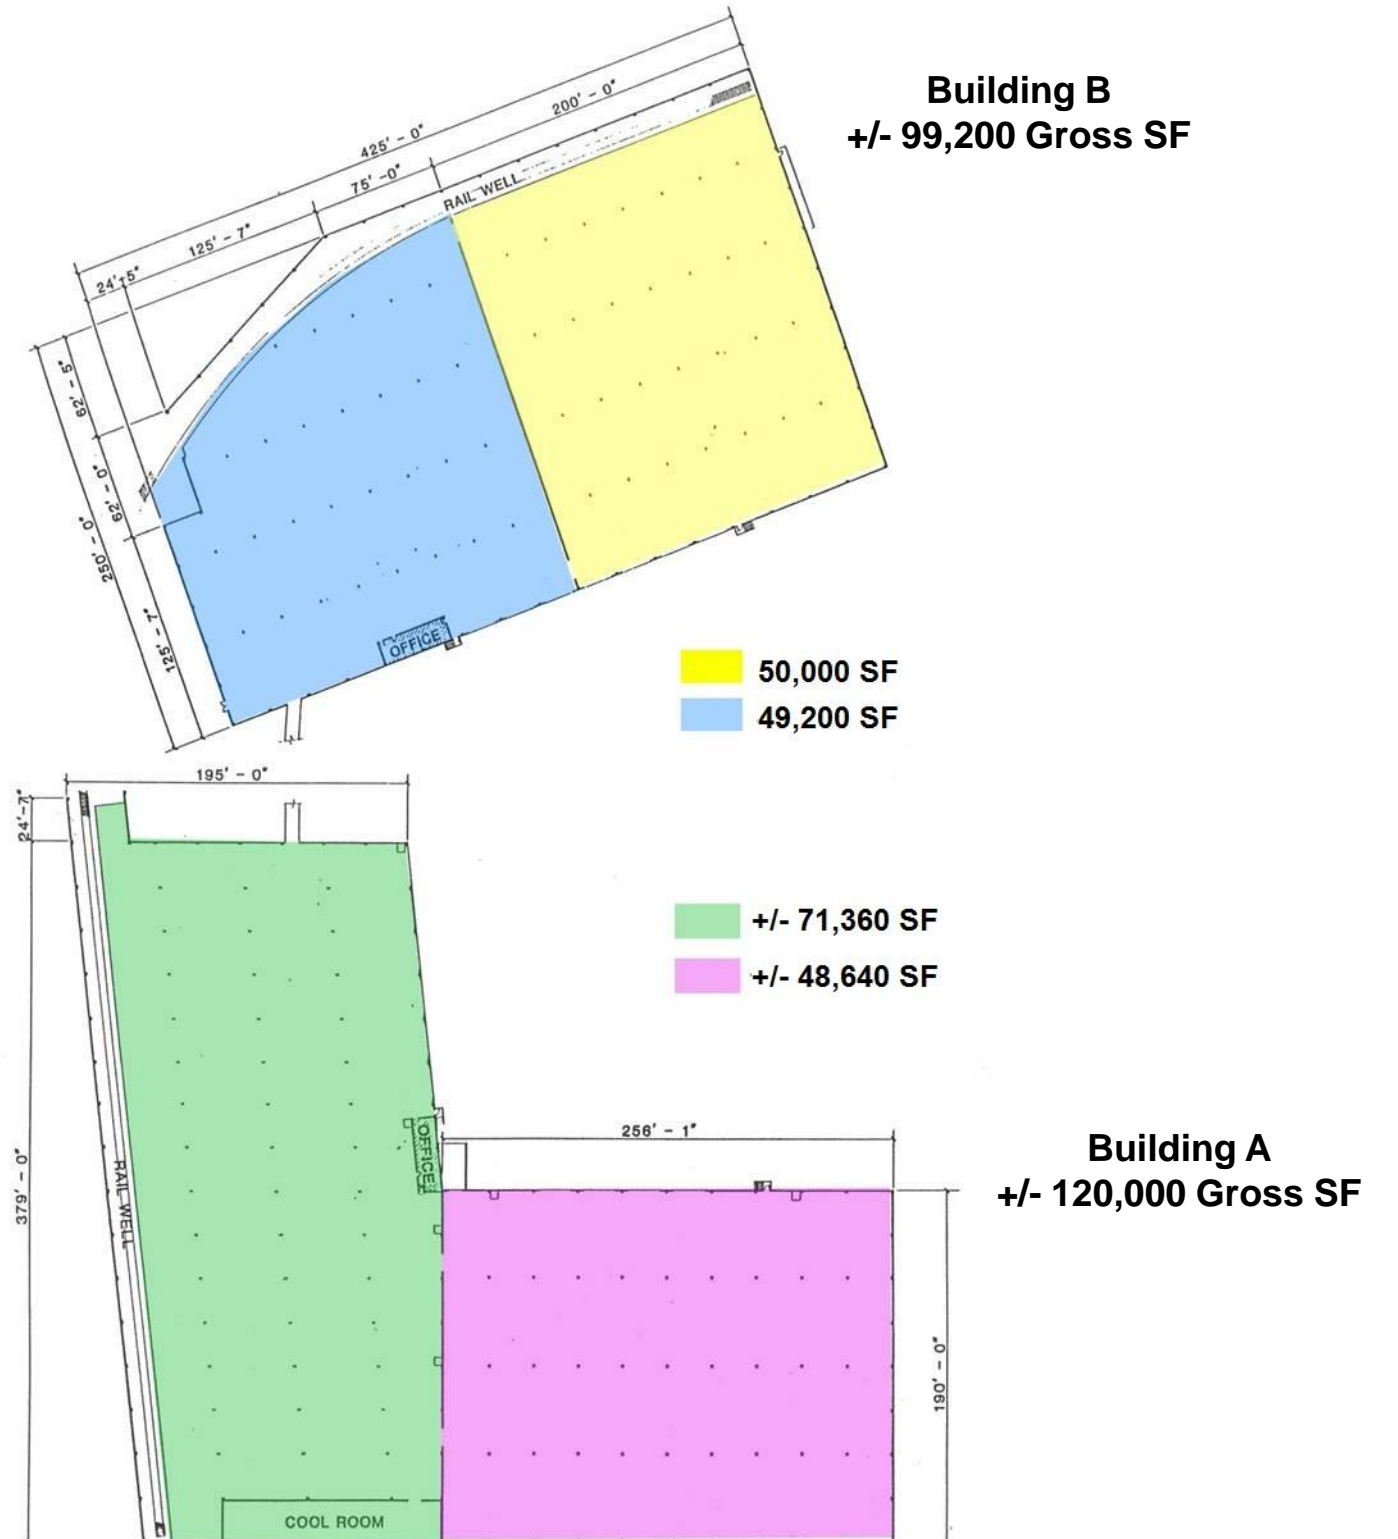 Building B
+/- 99,200 Gross SF
200' - 0"
425' - 0"
75' -0"
RAIL WELL
125' - 7"
24'-5"
62' - 5"
62' - 0"
250' - 0"
125' - 7"
OFFICE
50,000 SF
49,200 SF
195' - 0"
24'-7"
+/- 71,360 SF
+/- 48,640 SF
OFFICE
256' - 1"
Building A
+/- 120,000 Gross SF
379' - 0"
RAIL WELL
190' - 0"
COOL ROOM